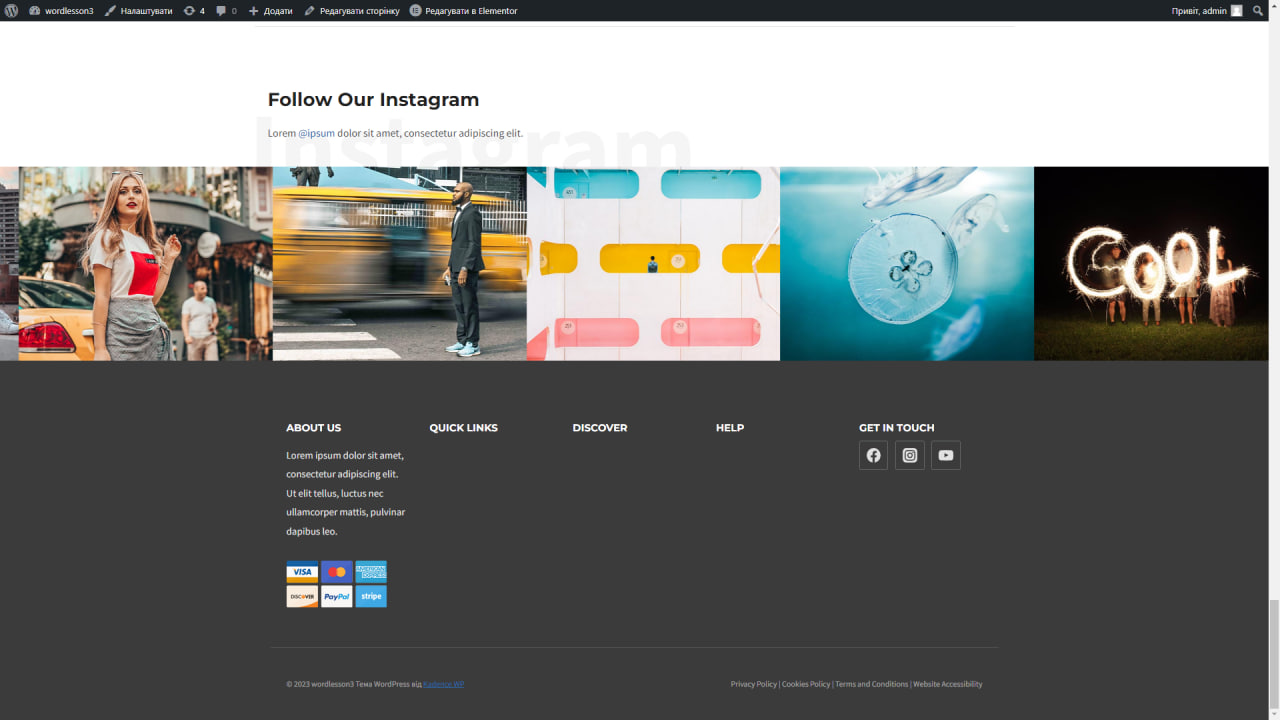 wordlesson3 Налаштувати 4 0 Додати Редагувати сторінку Редагувати в Elementor Привіт, admin
Follow Our Instagram
Instagram
Lorem @ipsum dolor sit amet, consectetur adipiscing elit.
COOL
ABOUT US QUICK LINKS DISCOVER HELP GET IN TOUCH
Lorem ipsum dolor sit amet,
consectetur adipiscing elit.
Ut elit tellus, luctus nec
ullamcorper mattis, pulvinar
dapibus leo.
VISA AMERICAN EXPRESS
DISCOVER PayPal stripe
© 2023 wordlesson3 Тема WordPress від Kadence WP
Privacy Policy | Cookies Policy | Terms and Conditions | Website Accessibility